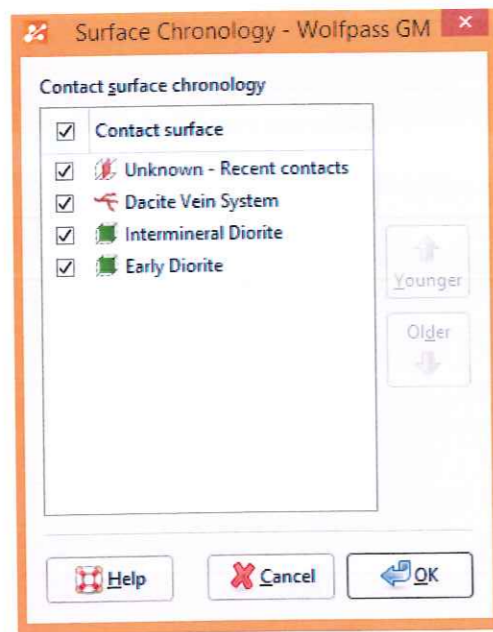 Surface Chronology - Wolfpass GM
Contact surface chronology
Contact surface
Unknown - Recent contacts
Dacite Vein System
Intermineral Diorite
Early Diorite
Younger
Older
Help
Cancel
OK